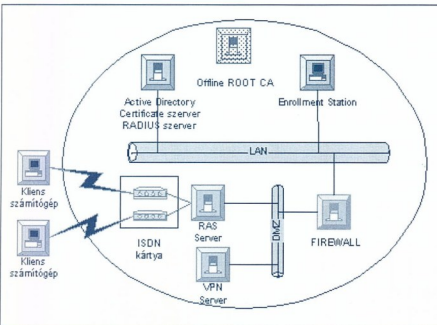 Offline ROOT CA
Active Directory
Certificate szerver
RADIUS szerver
Enrollment Station
LAN
Kliens
számítógép
Kliens
számítógép
ISDN
kártya
RAS
Server
DMZ
FIREWALL
VPN
Server